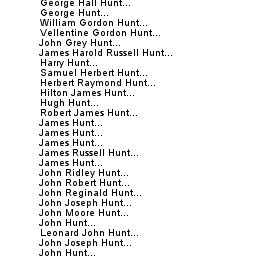 George Hall Hunt...
George Hunt...
William Gordon Hunt...
Vellentine Gordon Hunt...
John Grey Hunt...
James Harold Russell Hunt...
Harry Hunt...
Samuel Herbert Hunt...
Herbert Raymond Hunt...
Hilton James Hunt...
Hugh Hunt...
Robert James Hunt...
James Hunt...
James Hunt...
James Hunt...
James Russell Hunt...
James Hunt...
John Ridley Hunt...
John Robert Hunt...
John Reginald Hunt...
John Joseph Hunt...
John Moore Hunt...
John Hunt...
Leonard John Hunt...
John Joseph Hunt...
John Hunt...